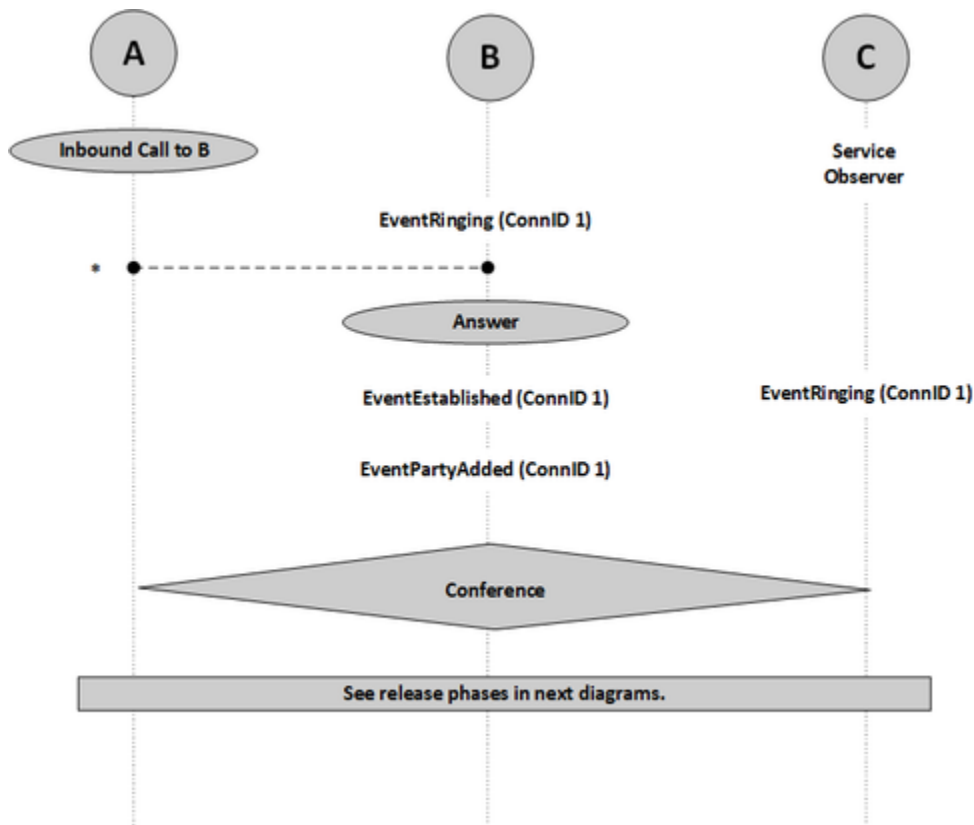 A
B
C
Inbound Call to B
Service
Observer
EventRinging (ConnID 1)
*
Answer
EventEstablished (ConnID 1)
EventRinging (ConnID 1)
EventPartyAdded (ConnID 1)
Conference
See release phases in next diagrams.